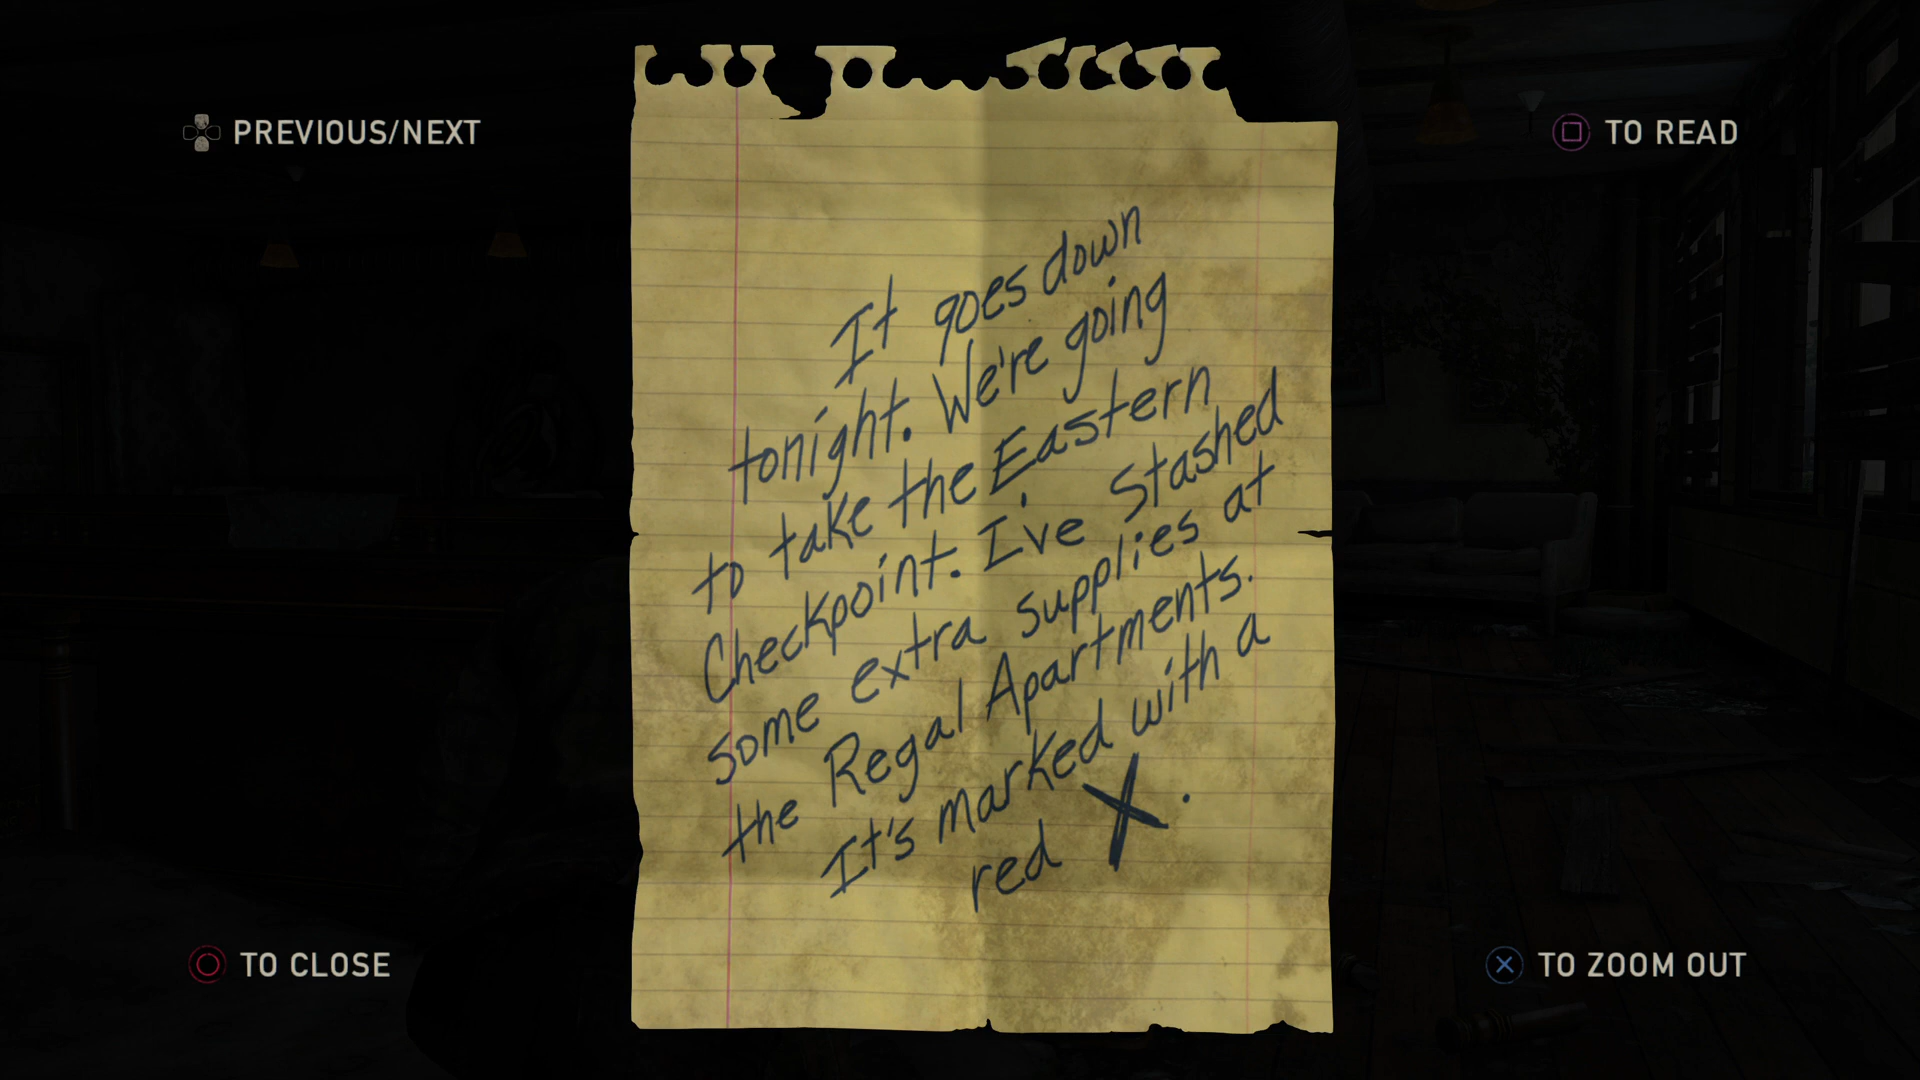 PREVIOUS/NEXT
TO READ
It goes down
tonight. We're going
to take the Eastern
Checkpoint. I've Stashed
some extra supplies at
the Regal Apartments.
It's marked with a
red X.
TO CLOSE
TO ZOOM OUT